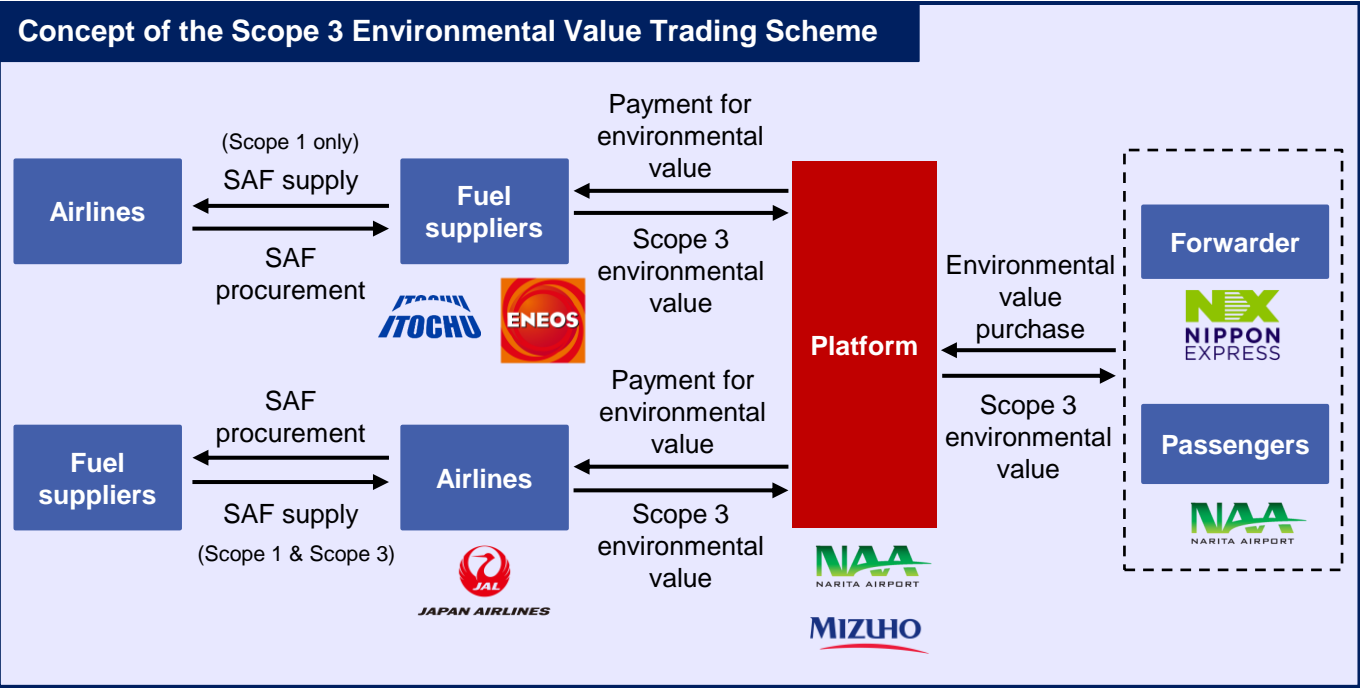 Concept of the Scope 3 Environmental Value Trading Scheme
(Scope 1 only)
SAF supply
Airlines
SAF
procurement
Fuel
suppliers
ITOCHU
ITOCHU
ENEOS
Payment for
environmental
value
Scope 3
environmental
value
Fuel
suppliers
SAF
procurement
SAF supply
(Scope 1 & Scope 3)
Airlines
JAL
JAPAN AIRLINES
Payment for
environmental
value
Scope 3
environmental
value
Platform
NAA
NARITA AIRPORT
MIZUHO
Environmental
value
purchase
Scope 3
environmental
value
Forwarder
NX
NIPPON
EXPRESS
Passengers
NAA
NARITA AIRPORT